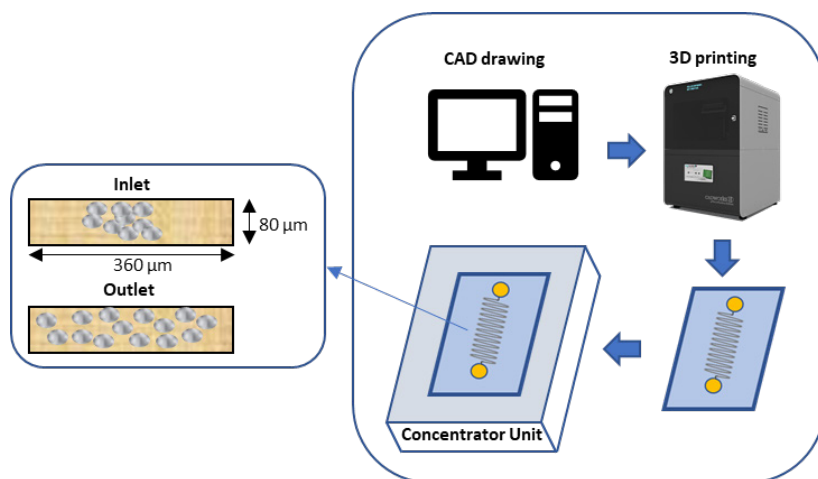 CAD drawing
3D printing
Inlet
80 µm
360 µm
Outlet
Concentrator Unit